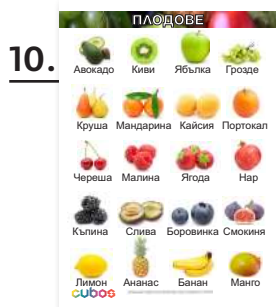 10.
ПЛОДОВЕ
Авокадо Киви Ябълка Грозде
Круша Мандарина Кайсия Портокал
Череша Малина Ягода Нар
Къпина Слива Боровинка Смокиня
Лимон Ананас Банан Манго
cubos